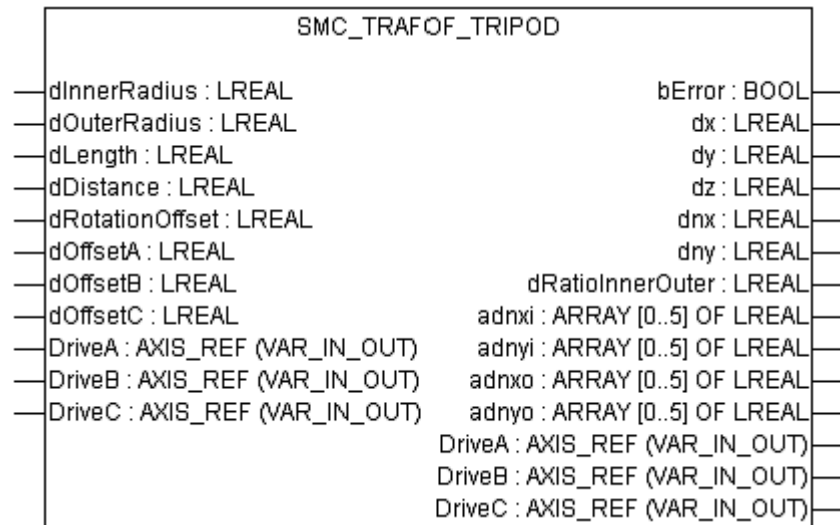 SMC_TRAFOF_TRIPOD
dInnerRadius : LREAL bError : BOOL
dOuterRadius : LREAL dx : LREAL
dLength : LREAL dy : LREAL
dDistance : LREAL dz : LREAL
dRotationOffset : LREAL dnx : LREAL
dOffsetA : LREAL dny : LREAL
dOffsetB : LREAL dRatioInnerOuter : LREAL
dOffsetC : LREAL adnxi : ARRAY [0..5] OF LREAL
DriveA : AXIS_REF (VAR_IN_OUT) adnyi : ARRAY [0..5] OF LREAL
DriveB : AXIS_REF (VAR_IN_OUT) adnxo : ARRAY [0..5] OF LREAL
DriveC : AXIS_REF (VAR_IN_OUT) adnyo : ARRAY [0..5] OF LREAL
DriveA : AXIS_REF (VAR_IN_OUT)
DriveB : AXIS_REF (VAR_IN_OUT)
DriveC : AXIS_REF (VAR_IN_OUT)